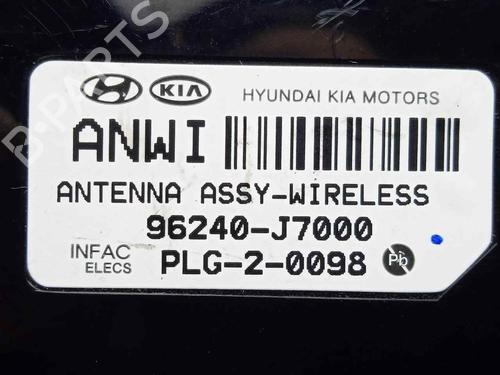 KIA HYUNDAI KIA MOTORS
ANWI
ANTENNA ASSY-WIRELESS
96240-J7000
INFAC
ELECS
PLG-2-0098
Pb
B-PARTS